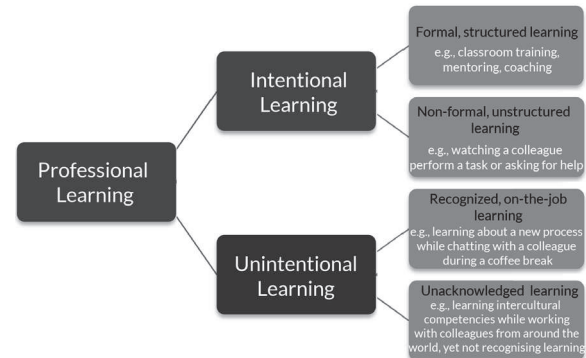 Professional
Learning
Intentional
Learning
Formal, structured learning
e.g., classroom training,
mentoring, coaching
Non-formal, unstructured
learning
e.g., watching a colleague
perform a task or asking for help
Unintentional
Learning
Recognized, on-the-job
learning
e.g., learning about a new process
while chatting with a colleague
during a coffee break
Unacknowledged learning
e.g., learning intercultural
competencies while working
with colleagues from around the
world, yet not recognising learning